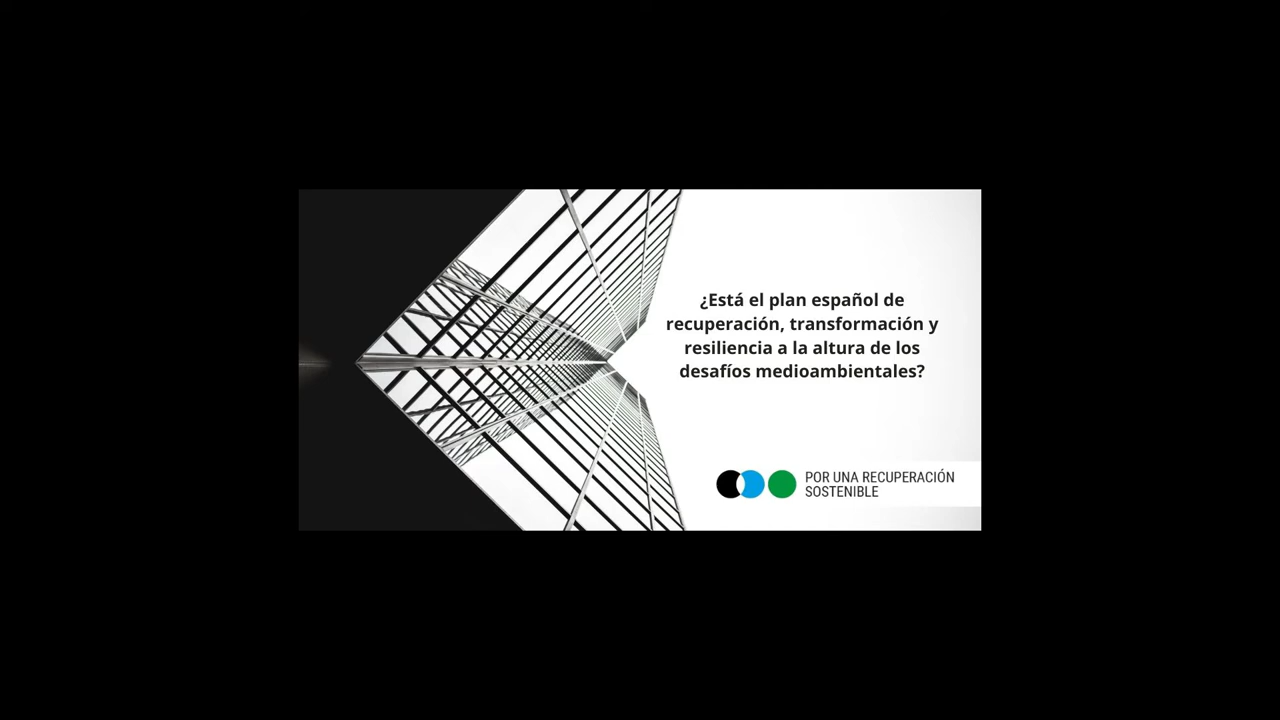 ¿Está el plan español de
recuperación, transformación y
resiliencia a la altura de los
desafíos medioambientales?
POR UNA RECUPERACIÓN
SOSTENIBLE